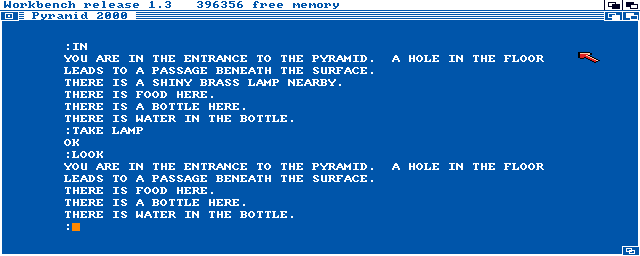 Workbench release 1.3   396356 free memory
Pyramid 2000
:IN
YOU ARE IN THE ENTRANCE TO THE PYRAMID.  A HOLE IN THE FLOOR
LEADS TO A PASSAGE BENEATH THE SURFACE.
THERE IS A SHINY BRASS LAMP NEARBY.
THERE IS FOOD HERE.
THERE IS A BOTTLE HERE.
THERE IS WATER IN THE BOTTLE.
:TAKE LAMP
OK
:LOOK
YOU ARE IN THE ENTRANCE TO THE PYRAMID.  A HOLE IN THE FLOOR
LEADS TO A PASSAGE BENEATH THE SURFACE.
THERE IS FOOD HERE.
THERE IS A BOTTLE HERE.
THERE IS WATER IN THE BOTTLE.
: